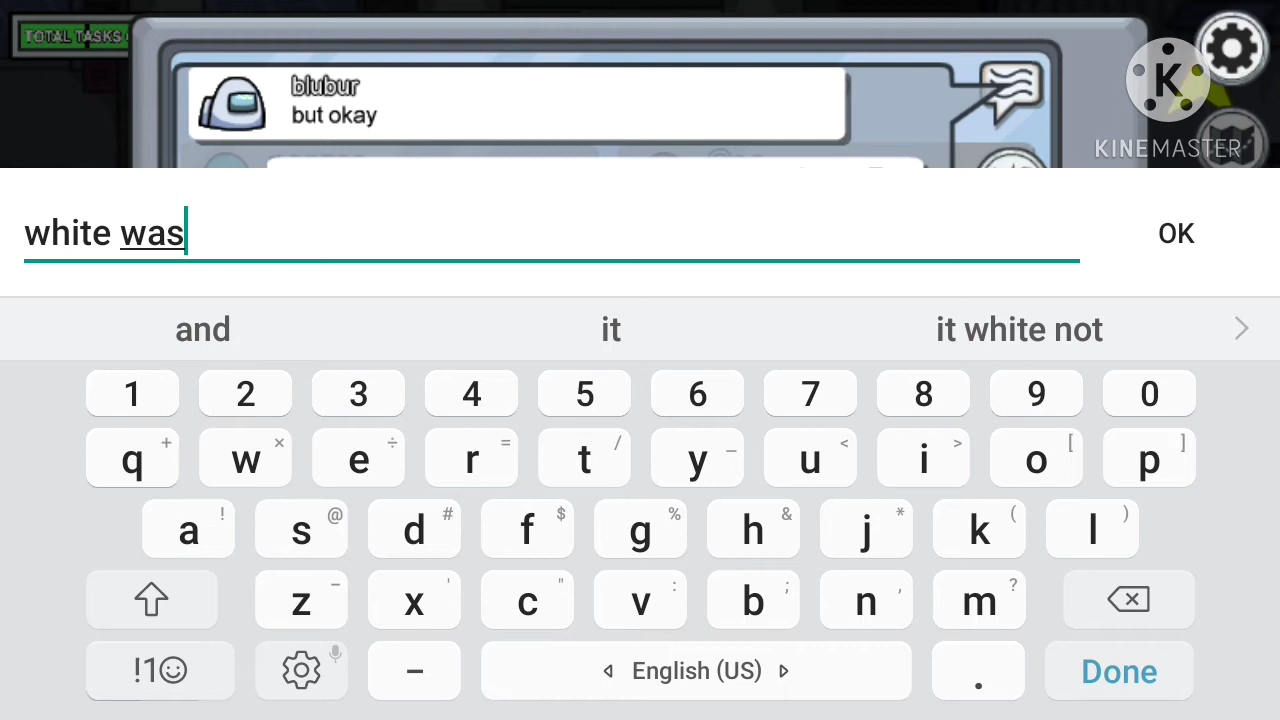 TOTAL TASKS
blubur
but okay
KINEMASTER
white was
OK
and it it white not
1 2 3 4 5 6 7 8 9 0
q + w × e ÷ r = t / y _ u < i > o [ p ]
a ! s @ d # f $ g % h & j * k ( l )
z - x ' c " v : b ; n , m ?
!1☺ - English (US) . Done